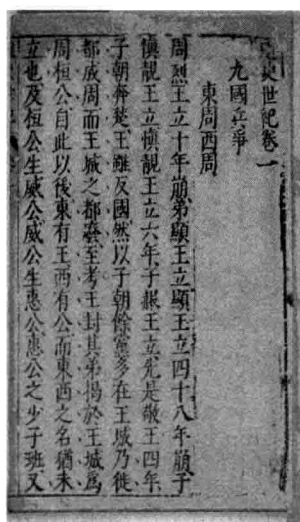 史世紀卷一
九國兵爭
東周西周
周烈王立十年崩弟顯王立顯王立四十八年崩子
慎靚王立慎靚王立六年子赧王立先是敬王四年
子朝奔楚王雖反國然以子朝餘黨多在王城乃徙
都成周而王城之都廢至考王封其弟揭於王城為
周桓公自此以後東有王西有公而東西之名猶未
立也及桓公生威公威公生惠公惠公之少子班又